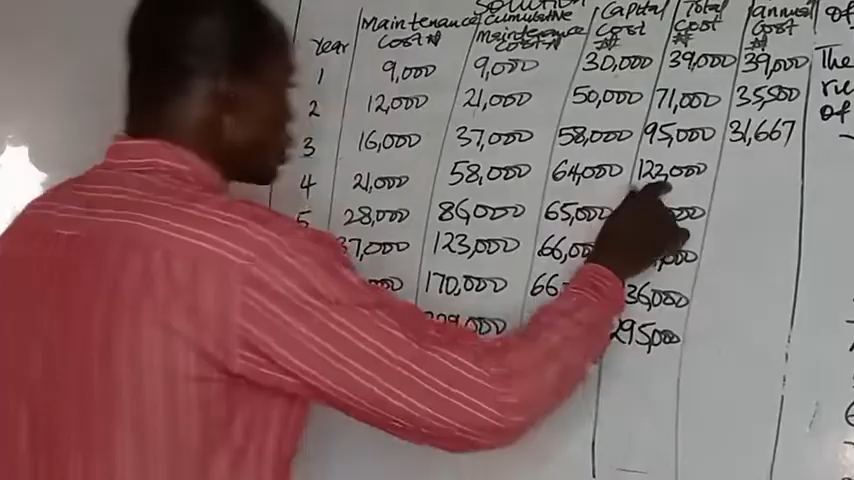 Solution
Year Maintenance Cost ₦ Cumulative Maintenance Cost ₦ Capital Cost ₦ Total Cost ₦ Annual Cost ₦ of
1 9,000 9,000 30,000 39,000 39,000 The
2 12,000 21,000 50,000 71,000 35,500
3 16,000 37,000 58,000 95,000 31,667 of
4 21,000 58,000 64,000 122,000
5 28,000 86,000 65,000
37,000 123,000 66,000
170,000 66 36,000
295,000